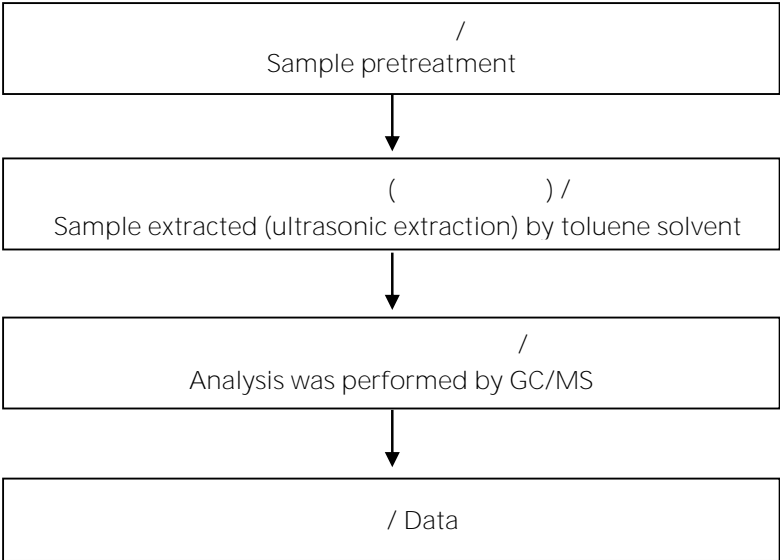 /
Sample pretreatment
( ) /
Sample extracted (ultrasonic extraction) by toluene solvent
/
Analysis was performed by GC/MS
/ Data